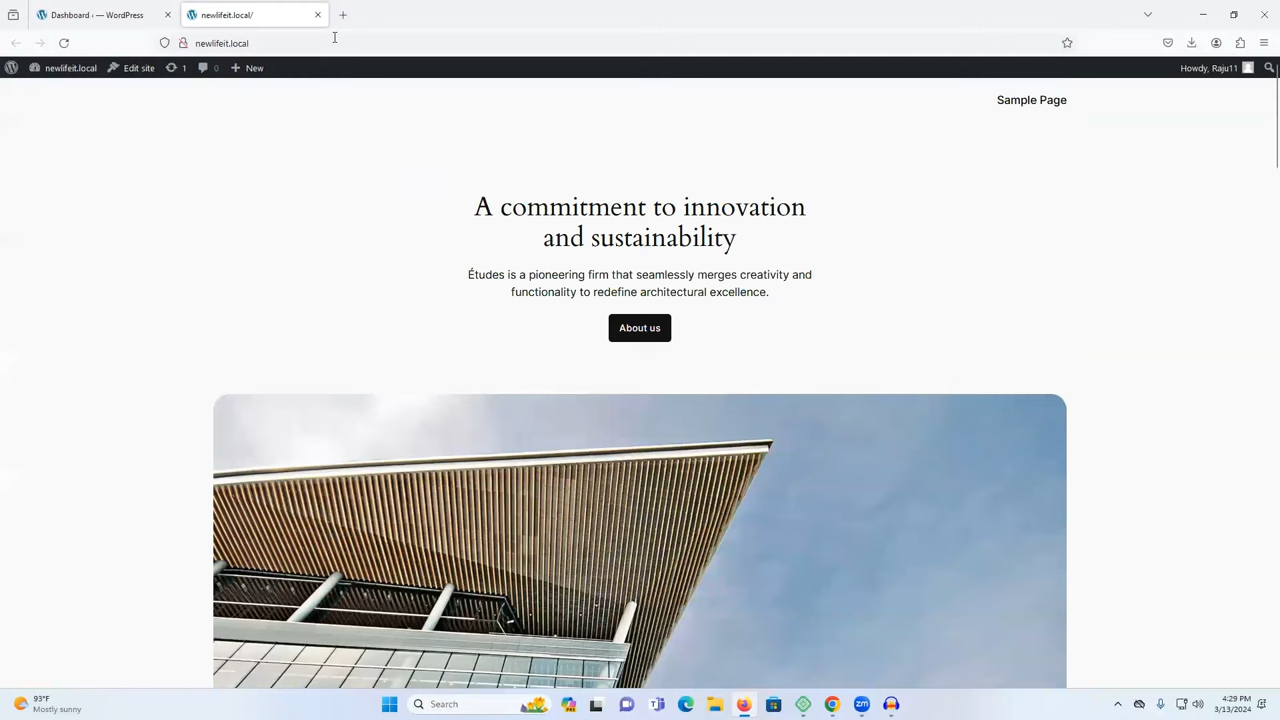 Dashboard ‹ — WordPress
newlifeit.local/
newlifeit.local
newlifeit.local
Edit site
1
0
New
Howdy, Raju11
Sample Page
A commitment to innovation
and sustainability
Études is a pioneering firm that seamlessly merges creativity and
functionality to redefine architectural excellence.
About us
93°F
Mostly sunny
Search
zm
4:29 PM
3/13/2024